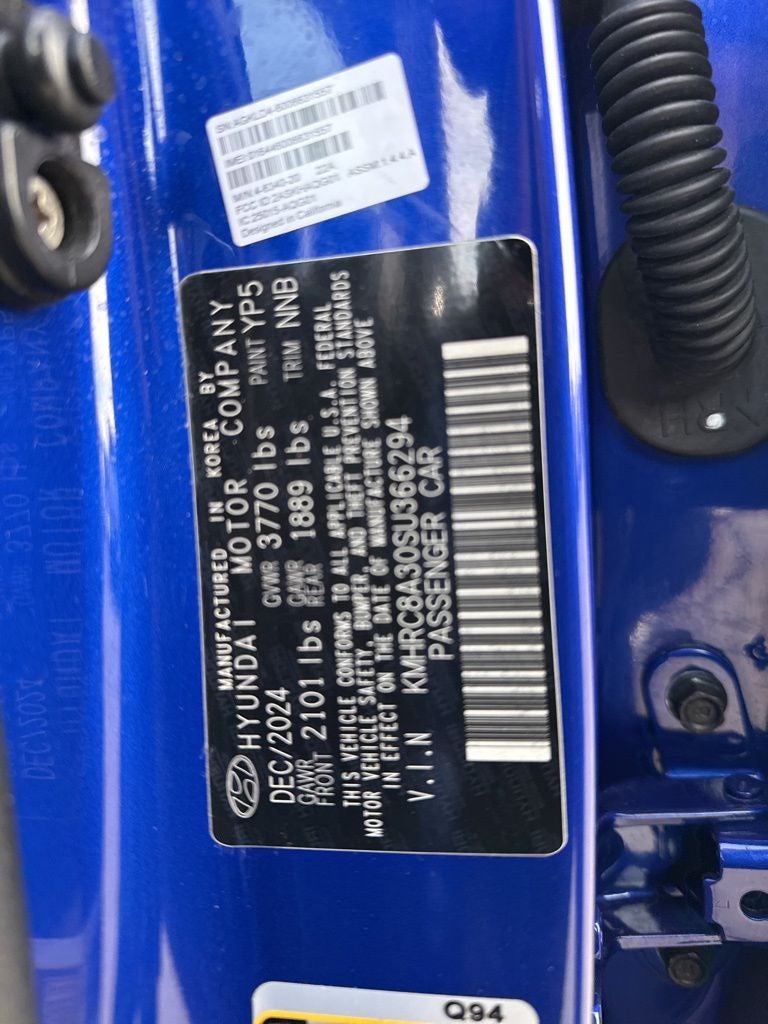 MANUFACTURED IN KOREA BY
HYUNDAI MOTOR COMPANY
DEC/2024 GVWR 3770 lbs PAINT YP5
GAWR FRONT 2101 lbs GAWR REAR 1889 lbs TRIM NNB
THIS VEHICLE CONFORMS TO ALL APPLICABLE U.S.A. FEDERAL
MOTOR VEHICLE SAFETY, BUMPER, AND THEFT PREVENTION STANDARDS
IN EFFECT ON THE DATE OF MANUFACTURE SHOWN ABOVE
V.I.N KMHRC8A30SU366294
PASSENGER CAR
Designed in California
Q94